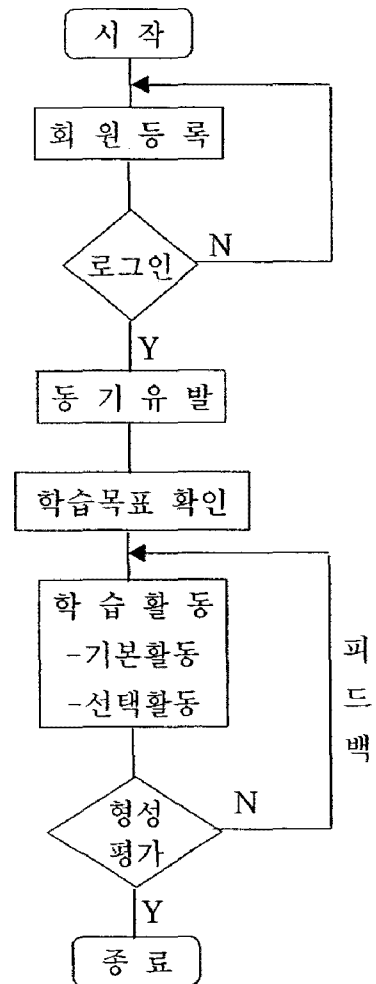 시 작
회 원 등 록
로그인
N
Y
동 기 유 발
학습목표 확인
학 습 활 동
-기본활동
-선택활동
피
드
백
형성
평가
N
Y
종 료